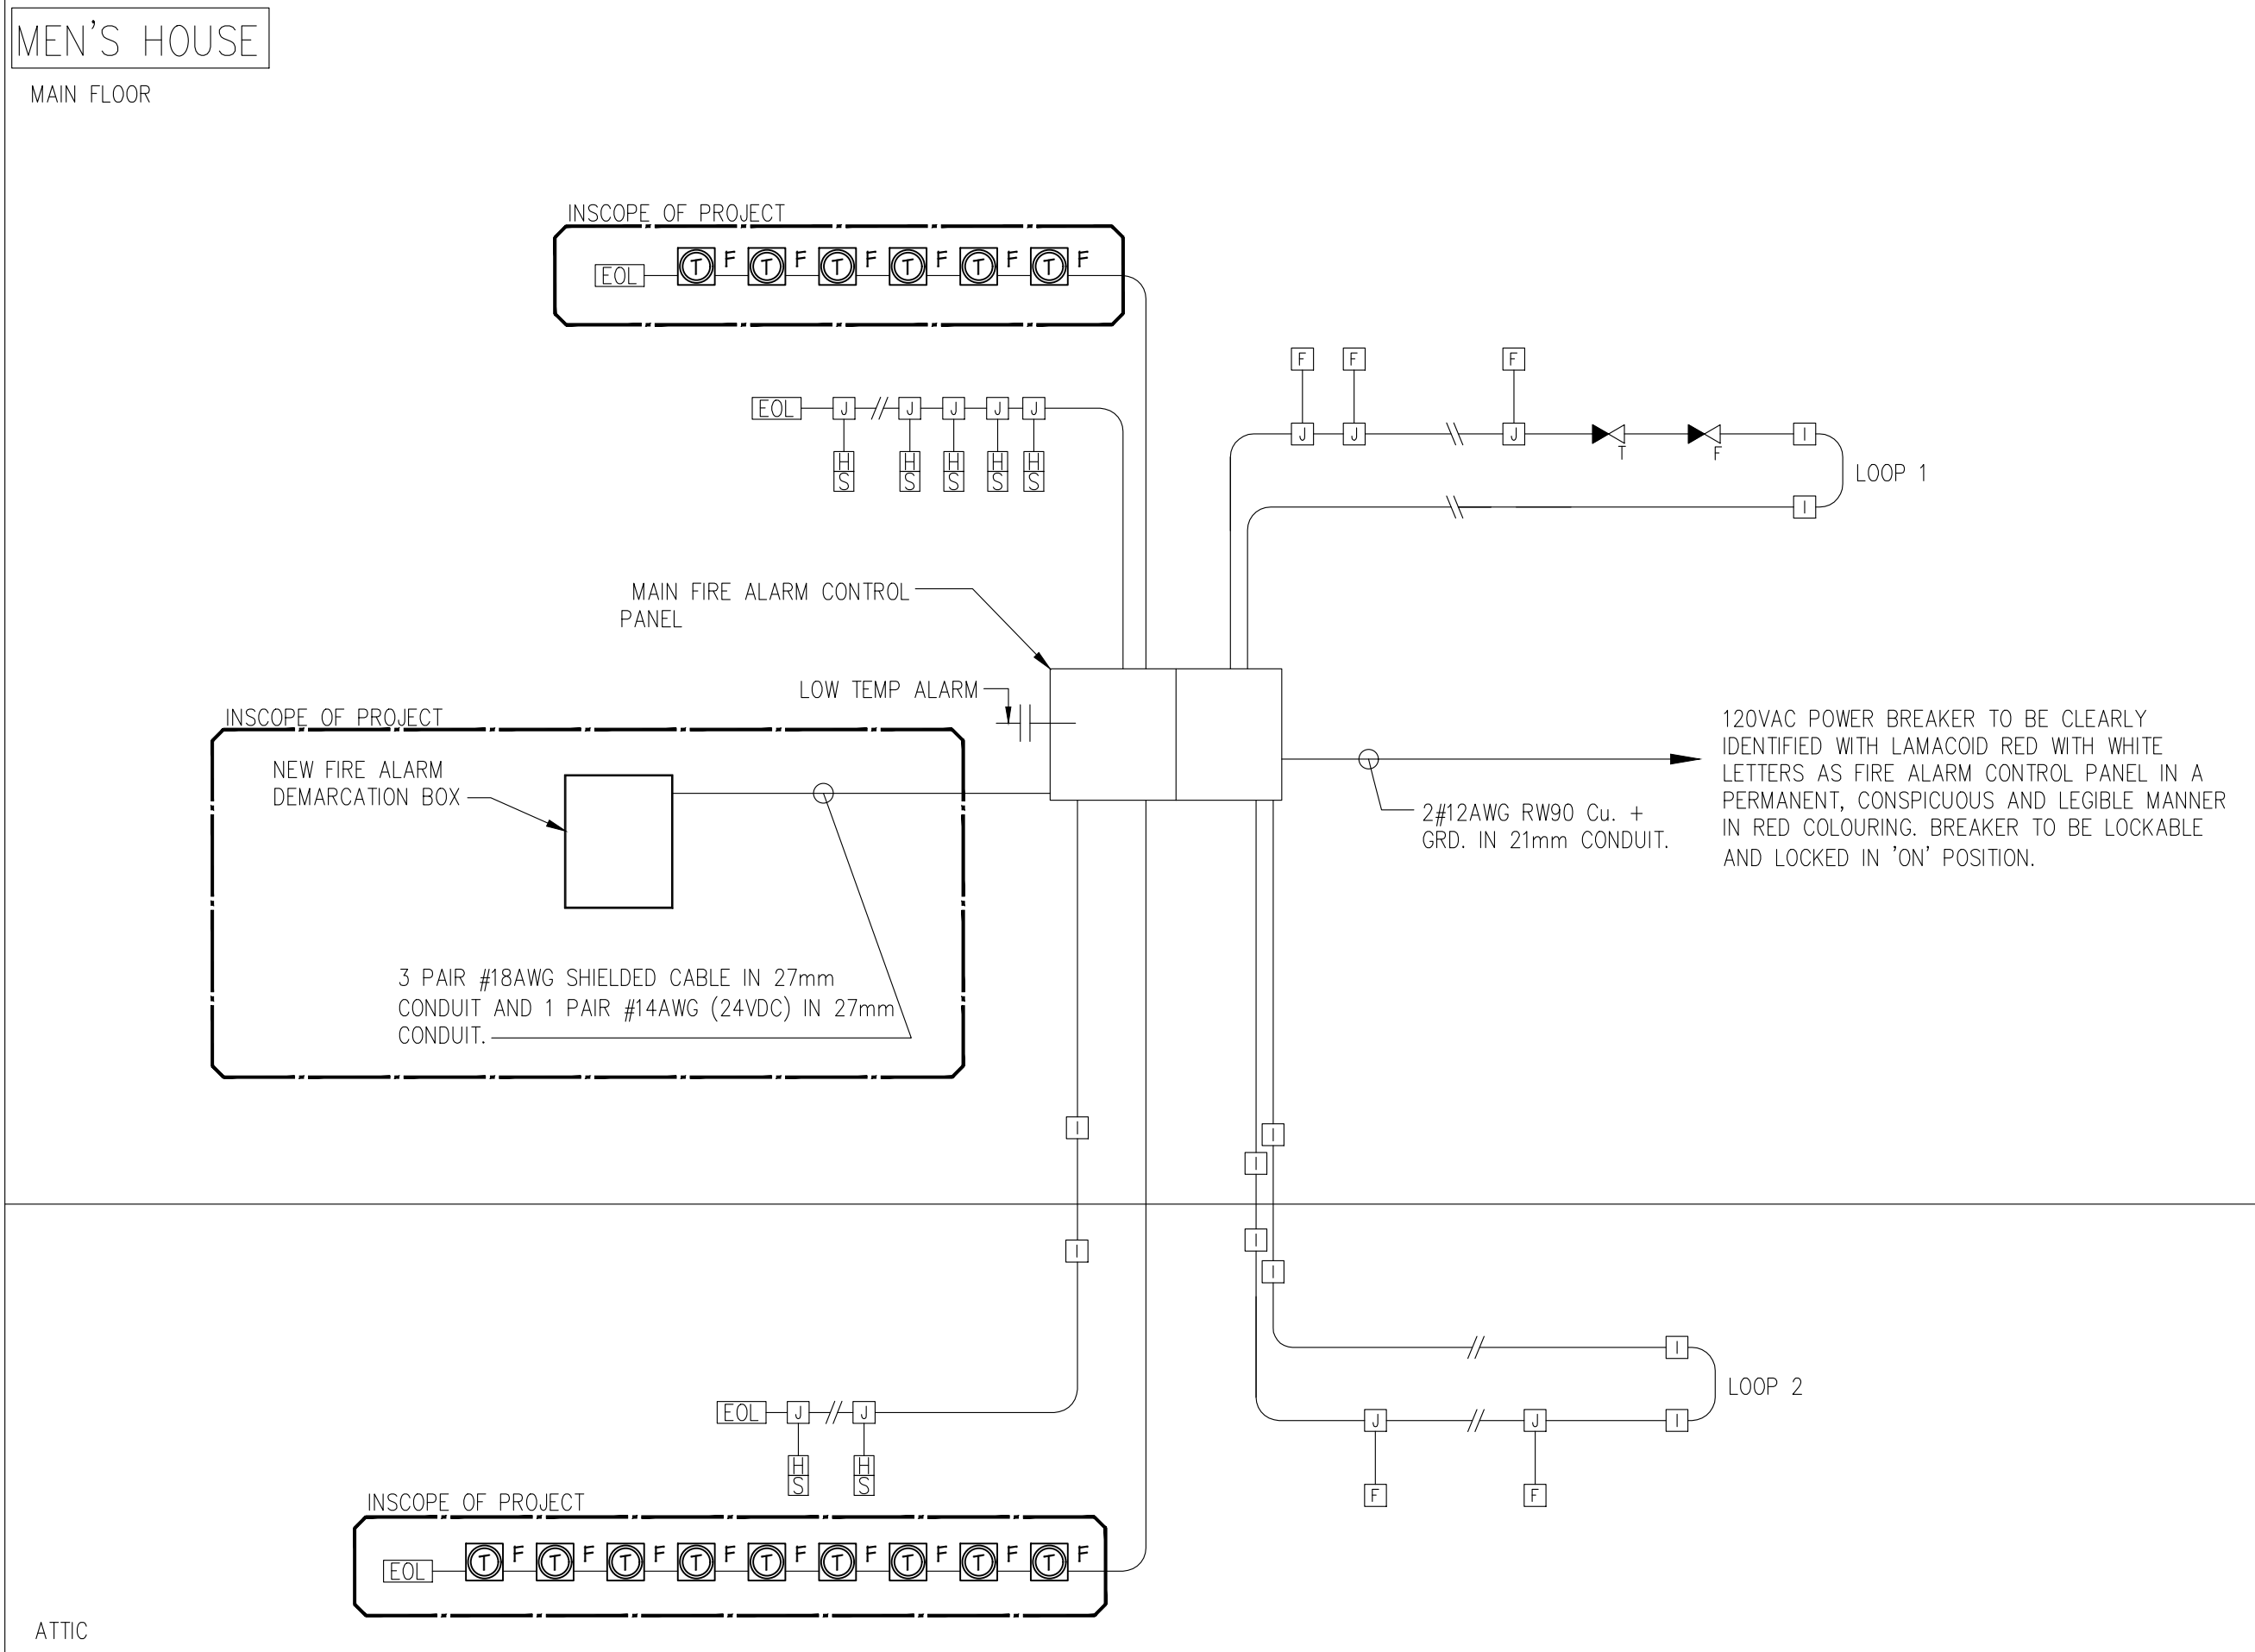 MEN'S HOUSE
MAIN FLOOR
INSCOPE OF PROJECT
EOL T F T F T F T F T F T F
F F F
EOL J J J J J
H H H H H
S S S S S
J J J T F I
LOOP 1
I
MAIN FIRE ALARM CONTROL
PANEL
LOW TEMP ALARM
INSCOPE OF PROJECT
NEW FIRE ALARM
DEMARCATION BOX
3 PAIR #18AWG SHIELDED CABLE IN 27mm
CONDUIT AND 1 PAIR #14AWG (24VDC) IN 27mm
CONDUIT.
2#12AWG RW90 Cu. +
GRD. IN 21mm CONDUIT.
120VAC POWER BREAKER TO BE CLEARLY
IDENTIFIED WITH LAMACOID RED WITH WHITE
LETTERS AS FIRE ALARM CONTROL PANEL IN A
PERMANENT, CONSPICUOUS AND LEGIBLE MANNER
IN RED COLOURING. BREAKER TO BE LOCKABLE
AND LOCKED IN 'ON' POSITION.
I I
I
I I
I
I
LOOP 2
EOL J J
H H
S S
J J I
F F
INSCOPE OF PROJECT
EOL T F T F T F T F T F T F T F T F T F
ATTIC